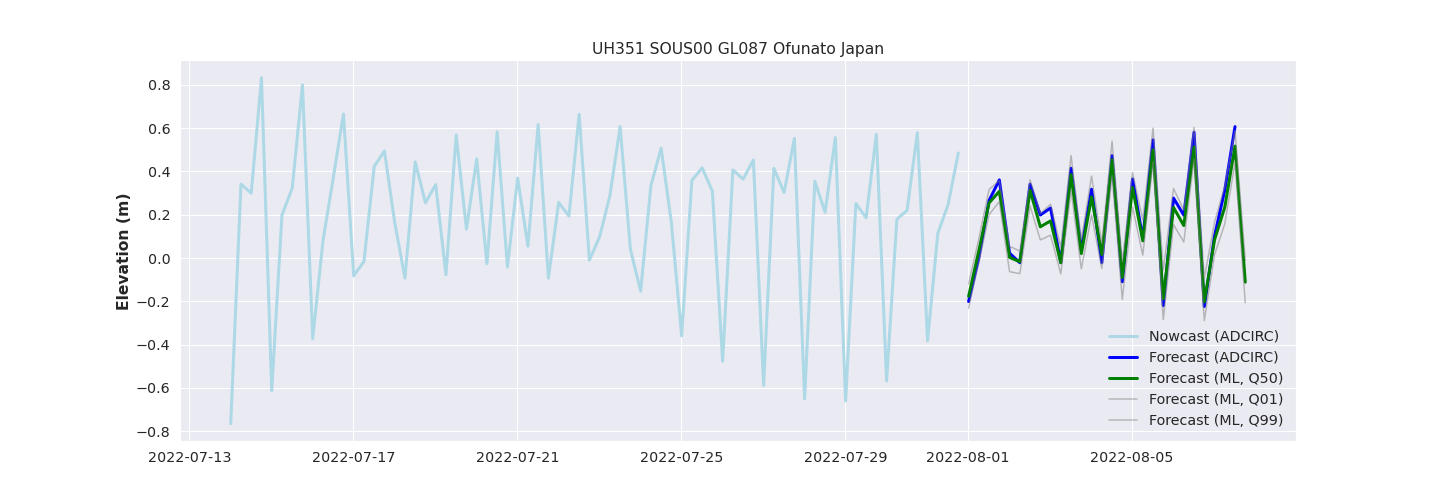 UH351 SOUS00 GL087 Ofunato Japan
Elevation (m)
0.8
0.6
0.4
0.2
0.0
−0.2
−0.4
−0.6
−0.8
Nowcast (ADCIRC)
Forecast (ADCIRC)
Forecast (ML, Q50)
Forecast (ML, Q01)
Forecast (ML, Q99)
2022-07-13 2022-07-17 2022-07-21 2022-07-25 2022-07-29 2022-08-01 2022-08-05